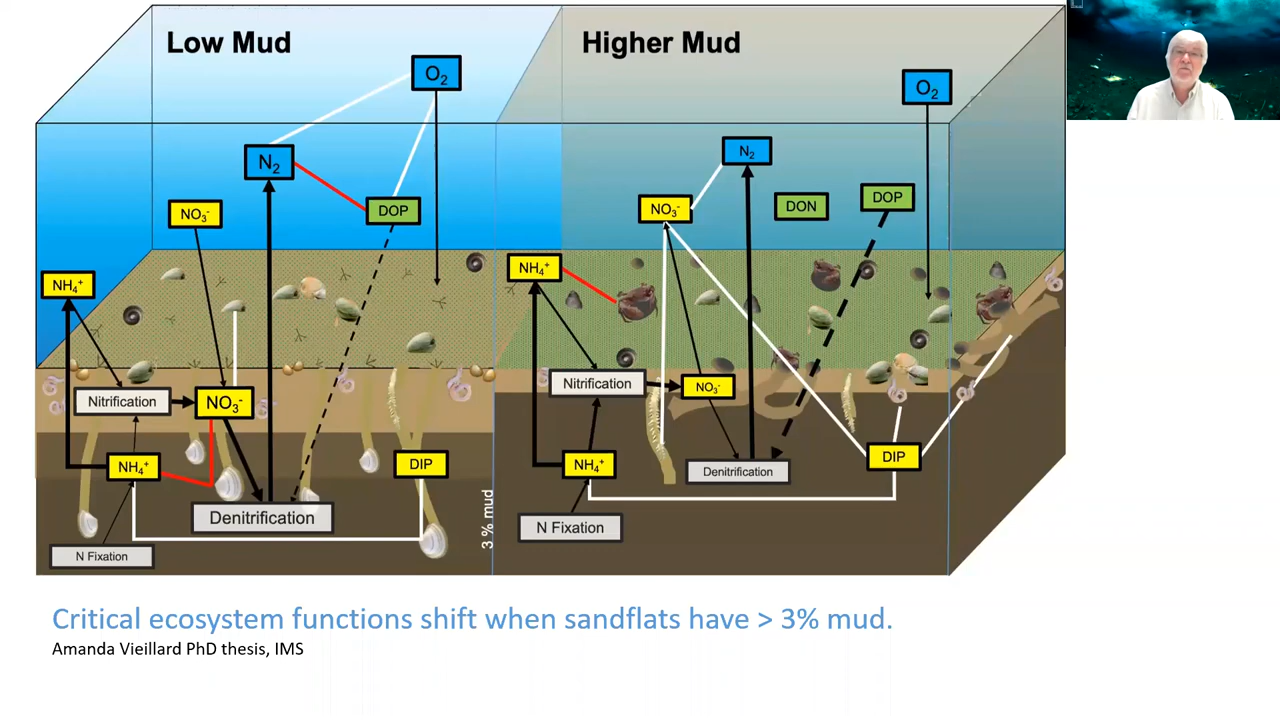 Low Mud
Higher Mud
O₂
N₂
NO₃⁻
DOP
NH₄⁺
Nitrification
NO₃⁻
NH₄⁺
DIP
Denitrification
N Fixation
3 % mud
O₂
N₂
NO₃⁻
DON
DOP
NH₄⁺
Nitrification
NO₃⁻
NH₄⁺
Denitrification
DIP
N Fixation
Critical ecosystem functions shift when sandflats have > 3% mud.
Amanda Vieillard PhD thesis, IMS